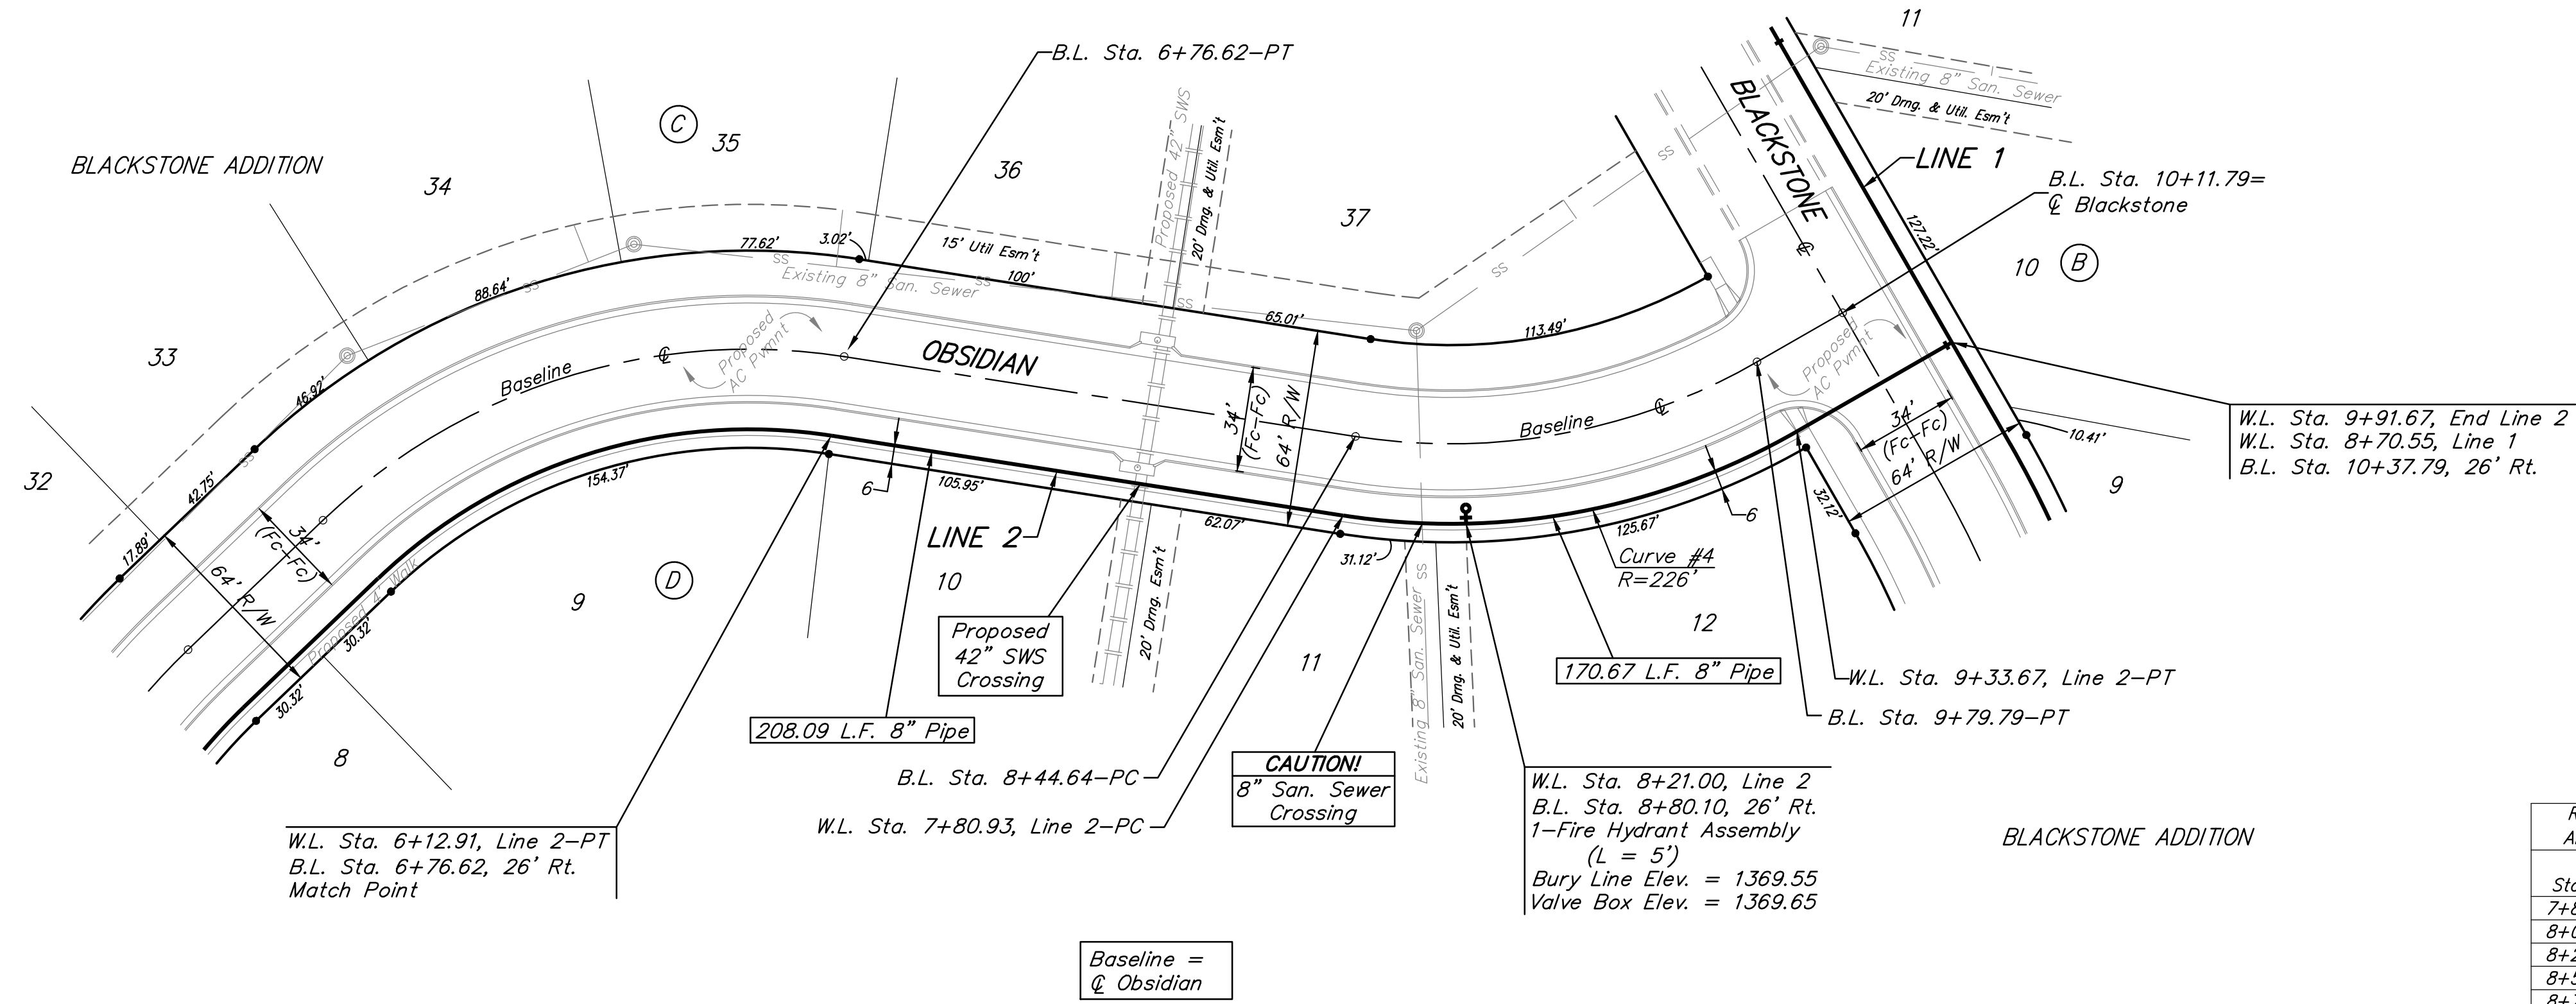 B.L. Sta. 6+76.62-PT
BLACKSTONE ADDITION
C
32
33
34
35
36
37
11
SS
Existing 8" San. Sewer
20' Drng. & Util. Esm't
BLACKSTONE
LINE 1
B.L. Sta. 10+11.79=
℄ Blackstone
127.22'
10
B
Proposed 42" SWS
20' Drng. & Util. Esm't
15' Util Esm't
17.89'
42.75'
46.92'
88.64'
77.62'
3.02'
100'
65.01'
113.49'
SS
SS
SS
SS
SS
SS
SS
Existing 8" San. Sewer
Baseline
℄
Proposed
AC Pvmnt
OBSIDIAN
34'
(Fc-Fc)
64' R/W
Baseline
℄
℄
Proposed
AC Pvmnt
34'
(Fc-Fc)
64' R/W
10.41'
9
W.L. Sta. 9+91.67, End Line 2
W.L. Sta. 8+70.55, Line 1
B.L. Sta. 10+37.79, 26' Rt.
34'
(Fc-Fc)
64' R/W
Proposed 4' Walk
30.32'
30.32'
154.37'
6
105.95'
62.07'
31.12'
125.67'
6
32.12'
LINE 2
8
9
D
10
11
12
Curve #4
R=226'
Proposed
42" SWS
Crossing
20' Drng. Esm't
Existing 8" San. Sewer SS
20' Drng. & Util. Esm't
170.67 L.F. 8" Pipe
W.L. Sta. 9+33.67, Line 2-PT
B.L. Sta. 9+79.79-PT
208.09 L.F. 8" Pipe
B.L. Sta. 8+44.64-PC
W.L. Sta. 7+80.93, Line 2-PC
CAUTION!
8" San. Sewer
Crossing
W.L. Sta. 8+21.00, Line 2
B.L. Sta. 8+80.10, 26' Rt.
1-Fire Hydrant Assembly
(L = 5')
Bury Line Elev. = 1369.55
Valve Box Elev. = 1369.65
W.L. Sta. 6+12.91, Line 2-PT
B.L. Sta. 6+76.62, 26' Rt.
Match Point
BLACKSTONE ADDITION
Baseline =
℄ Obsidian